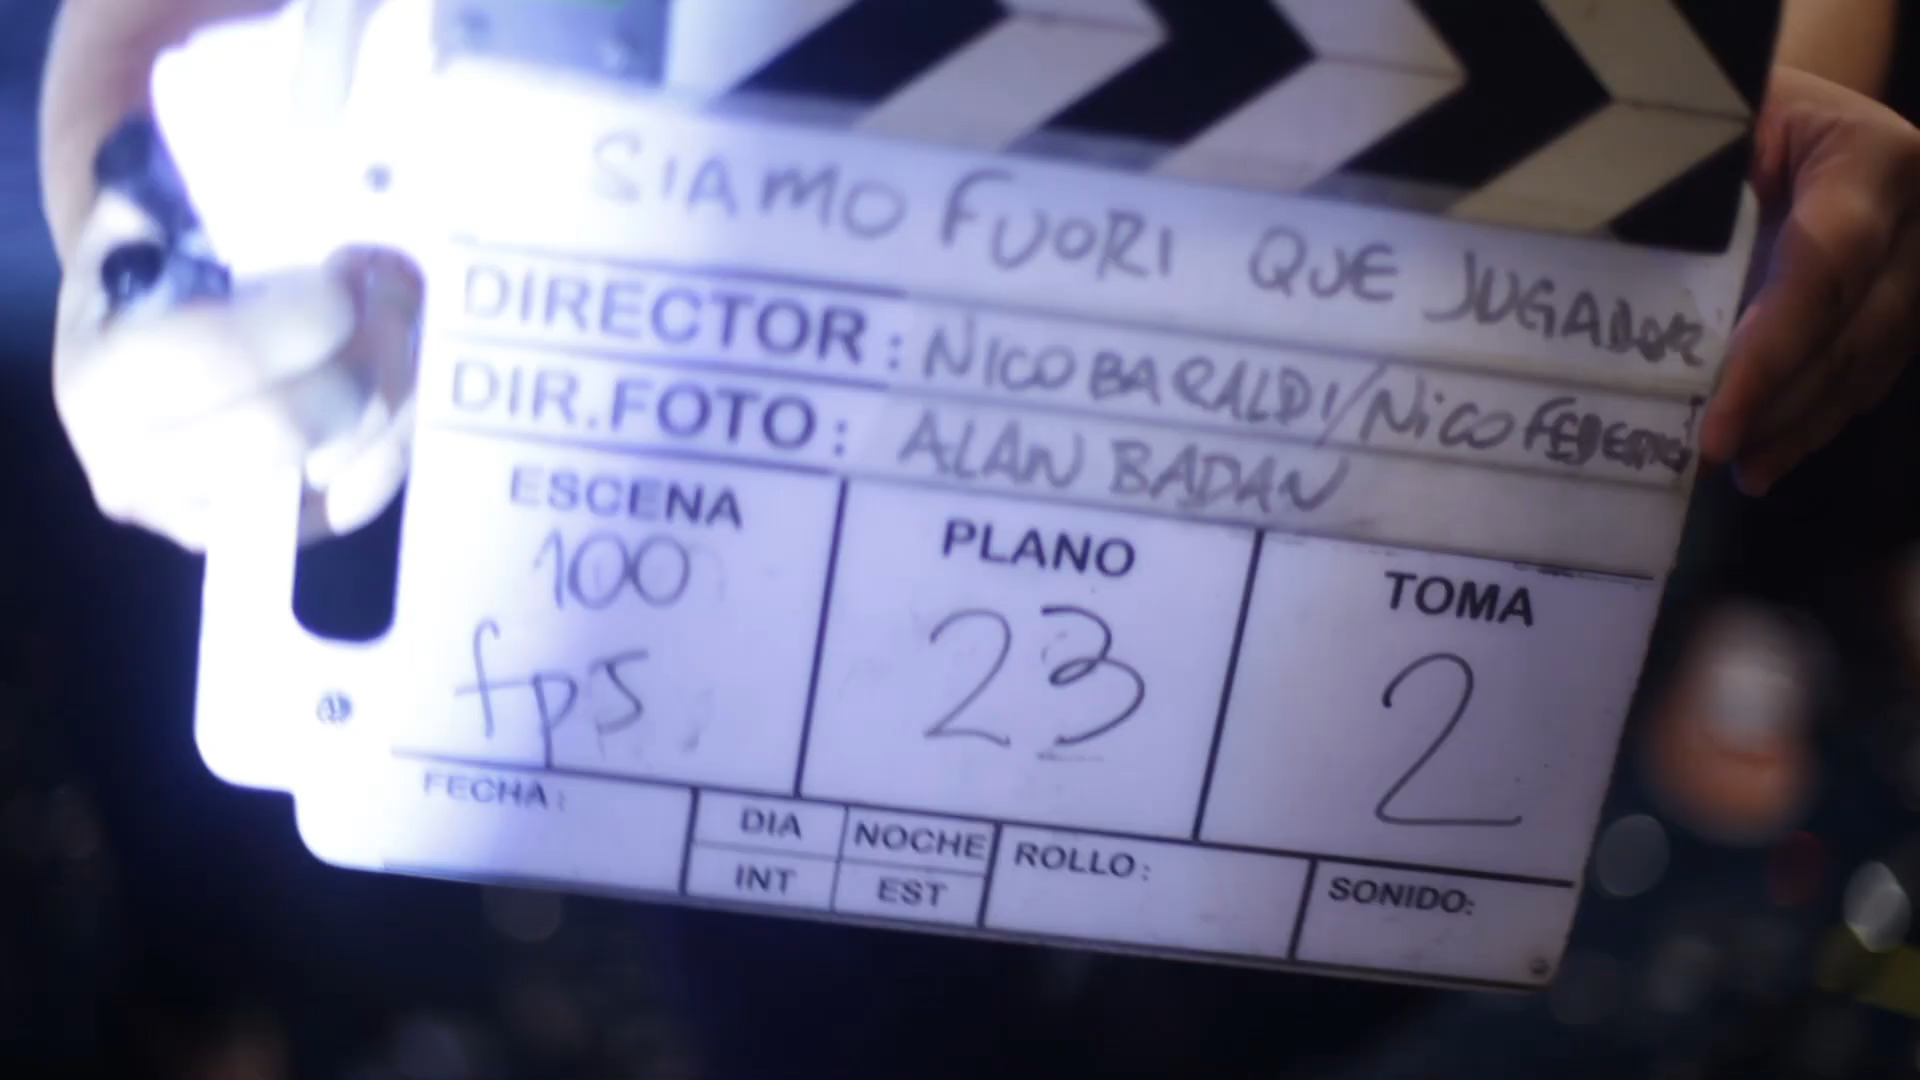 SIAMO FUORI QUE JUGADOR
DIRECTOR: NICO BARALDI/NICO
DIR.FOTO: ALAN BADAN
ESCENA
100
fps
PLANO
23
TOMA
2
FECHA:
DIA
NOCHE
INT
EST
ROLLO:
SONIDO: